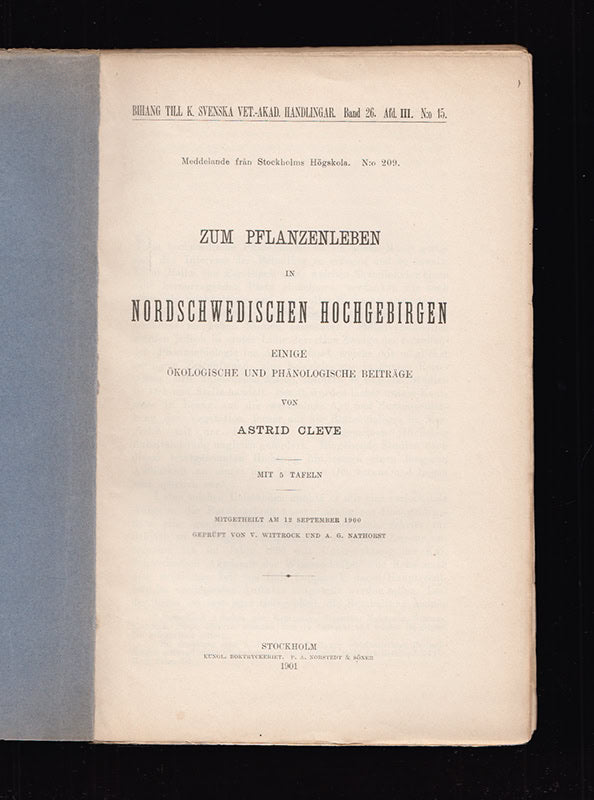 BIHANG TILL K. SVENSKA VET.-AKAD. HANDLINGAR. Band 26. Afd. III. N:o 15.
Meddelande från Stockholms Högskola. N:o 209.
ZUM PFLANZENLEBEN
IN
NORDSCHWEDISCHEN HOCHGEBIRGEN
EINIGE
ÖKOLOGISCHE UND PHÄNOLOGISCHE BEITRÄGE
VON
ASTRID CLEVE
MIT 5 TAFELN
MITGETHEILT AM 12 SEPTEMBER 1900
GEPRÜFT VON V. WITTROCK UND A. G. NATHORST
STOCKHOLM
KUNGL. BOKTRYCKERIET. P. A. NORSTEDT & SÖNER
1901